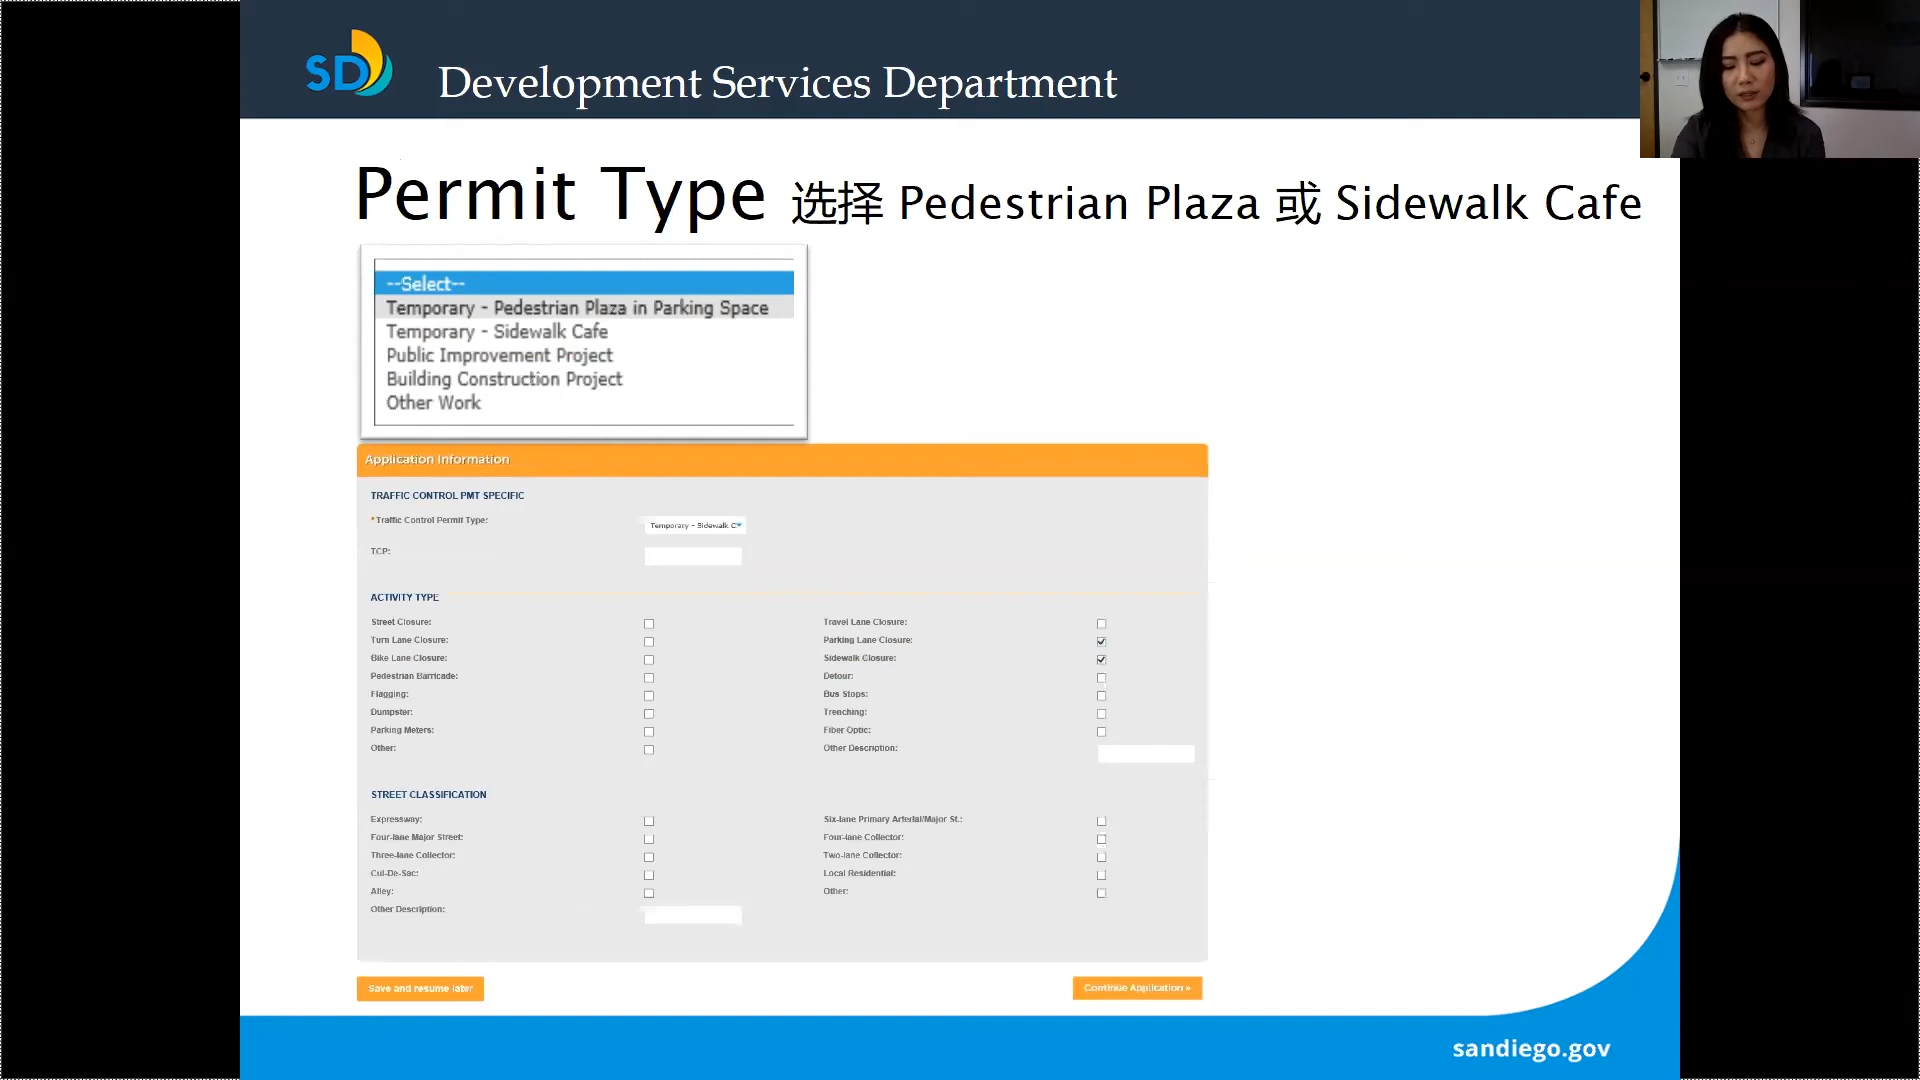 SD
Development Services Department
Permit Type 选择 Pedestrian Plaza 或 Sidewalk Cafe
--Select--
Temporary - Pedestrian Plaza in Parking Space
Temporary - Sidewalk Cafe
Public Improvement Project
Building Construction Project
Other Work
Application Information
TRAFFIC CONTROL PMT SPECIFIC
*Traffic Control Permit Type: Temporary - Sidewalk C
TCP:
ACTIVITY TYPE
Street Closure: Travel Lane Closure:
Turn Lane Closure: Parking Lane Closure:
Bike Lane Closure: Sidewalk Closure:
Pedestrian Barricade: Detour:
Flagging: Bus Stops:
Dumpster: Trenching:
Parking Meters: Fiber Optic:
Other: Other Description:
STREET CLASSIFICATION
Expressway: Six-lane Primary Arterial/Major St.:
Four-lane Major Street: Four-lane Collector:
Three-lane Collector: Two-lane Collector:
Cul-De-Sac: Local Residential:
Alley: Other:
Other Description:
Save and resume later Continue Application »
sandiego.gov